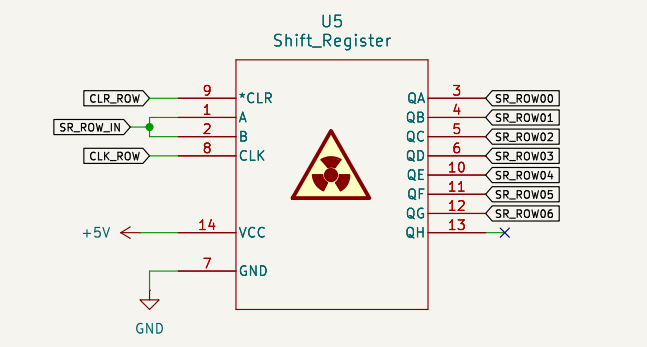 U5
Shift_Register
CLR_ROW 9 *CLR QA 3 SR_ROW00
1 A QB 4 SR_ROW01
SR_ROW_IN
2 B QC 5 SR_ROW02
CLK_ROW 8 CLK QD 6 SR_ROW03
QE 10 SR_ROW04
QF 11 SR_ROW05
QG 12 SR_ROW06
+5V 14 VCC QH 13
7 GND
GND